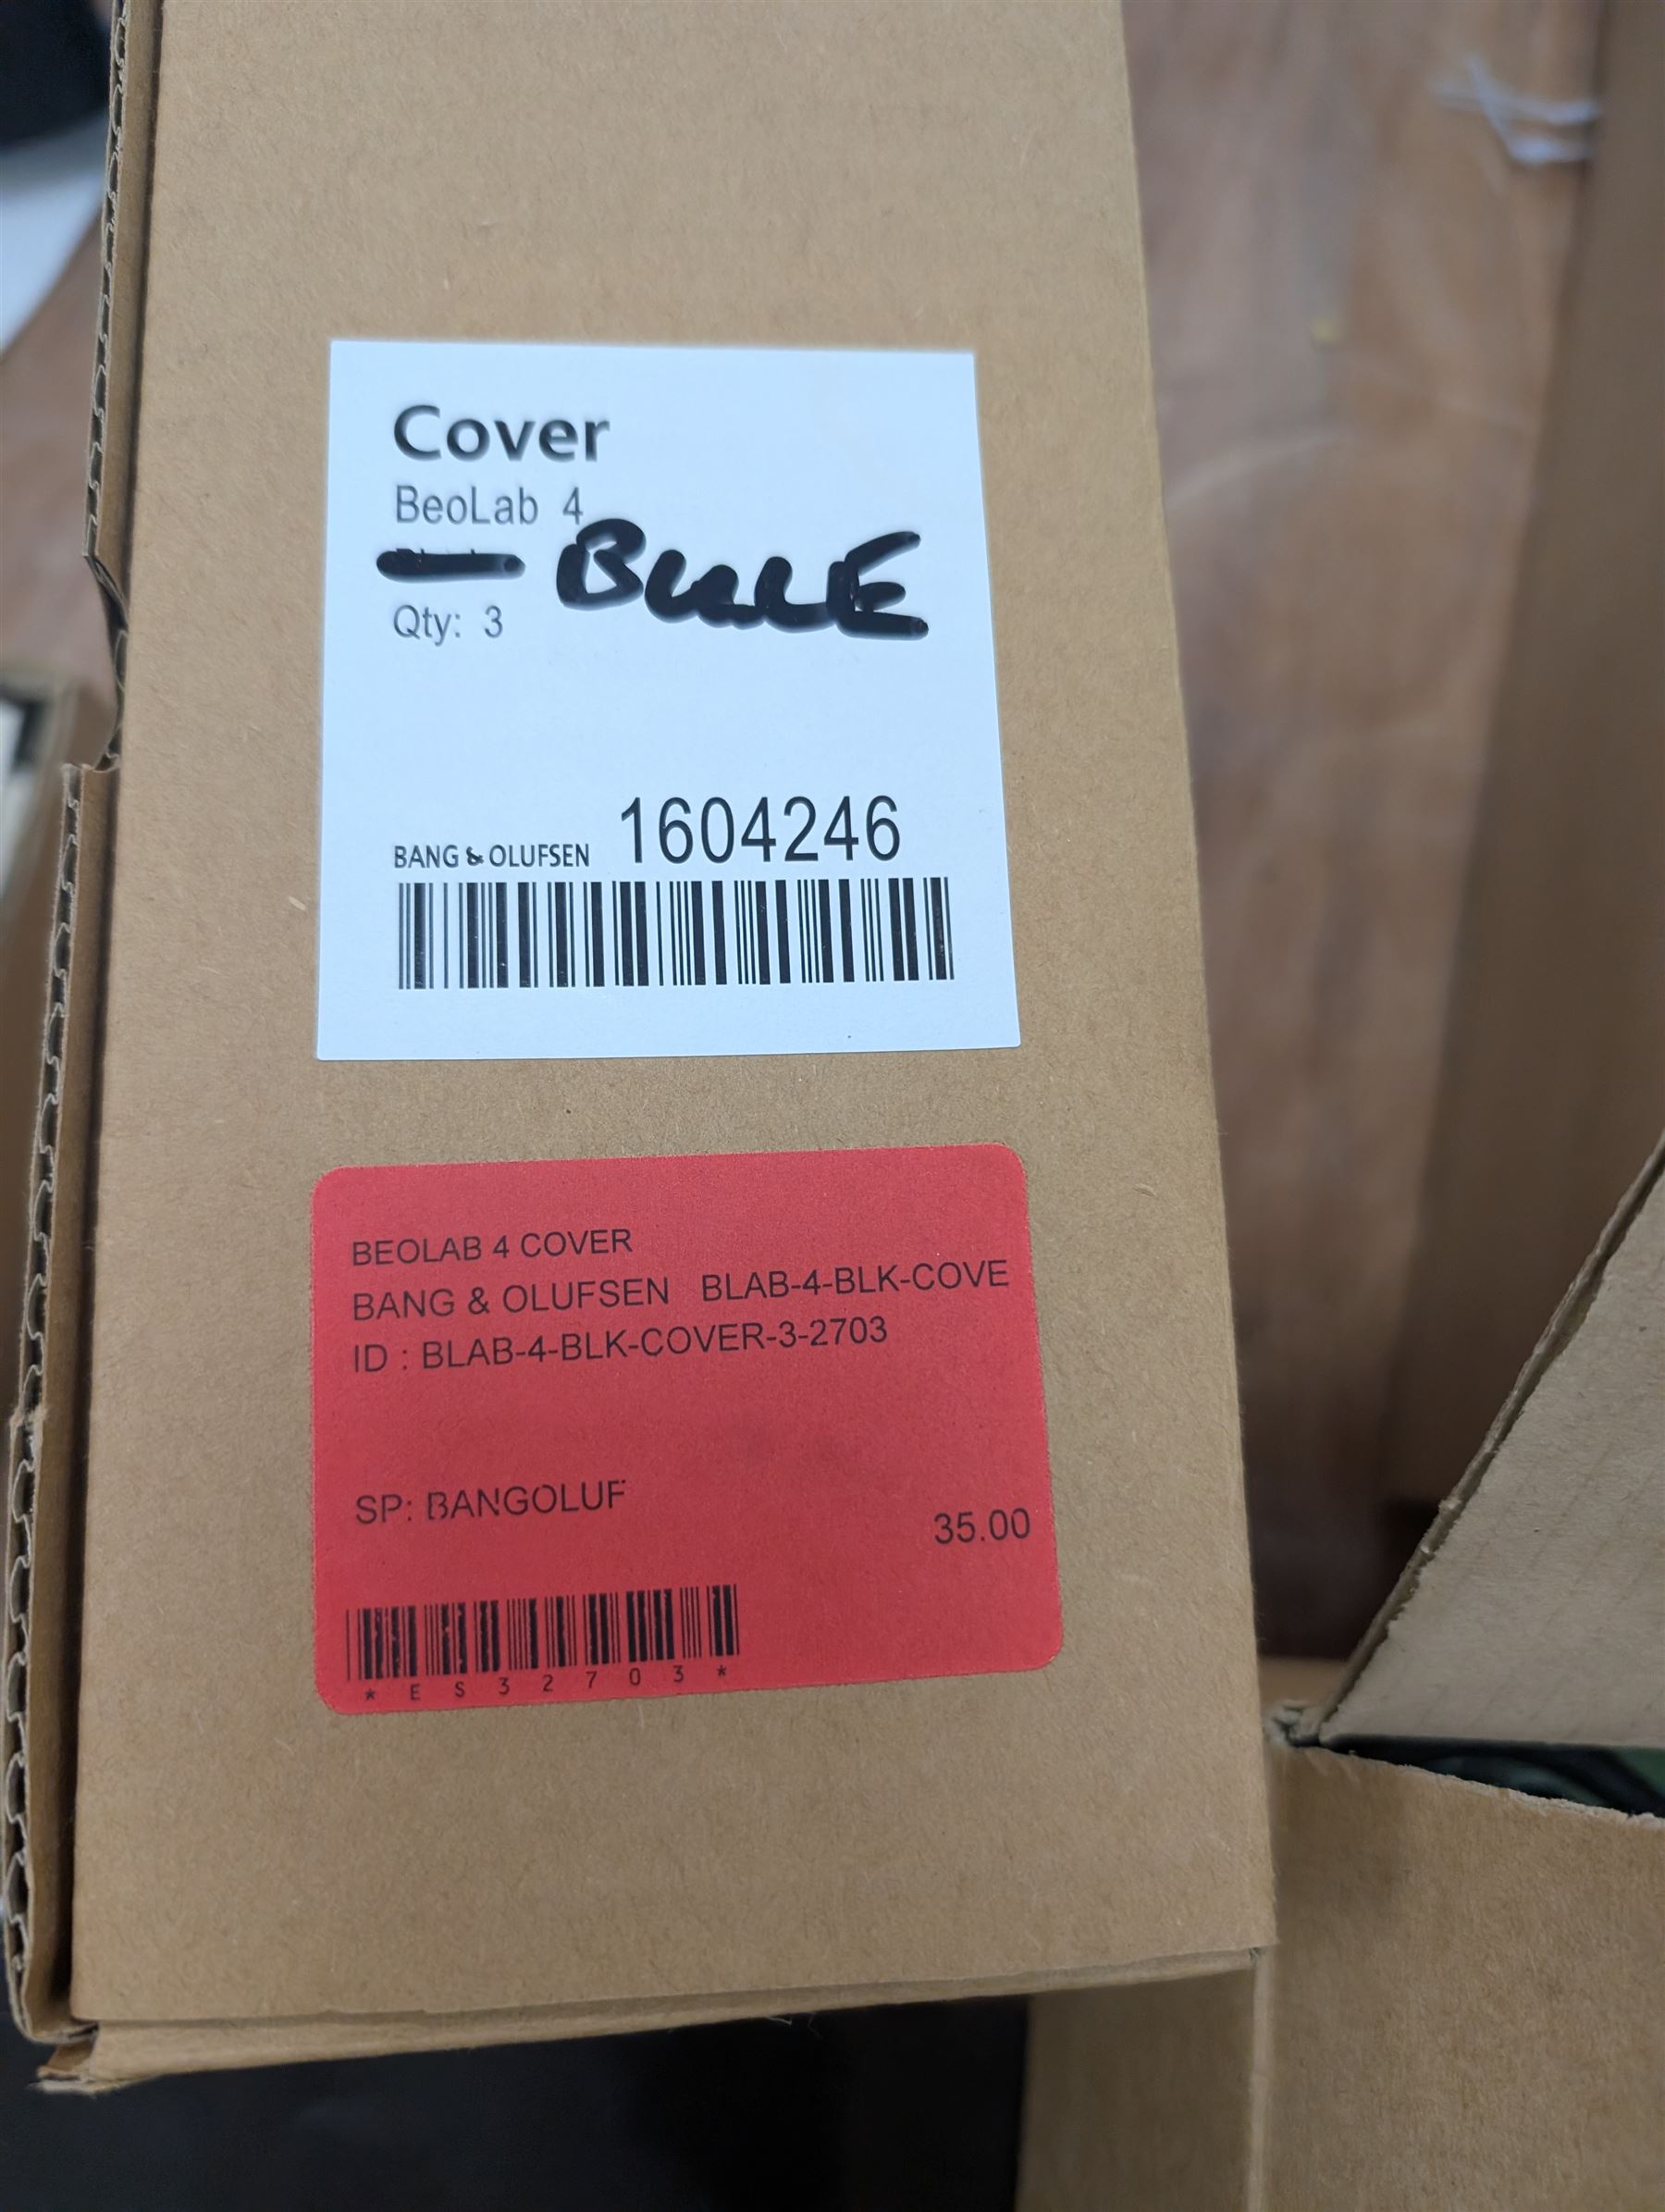 Cover
BeoLab 4
BLUE
Qty: 3
BANG & OLUFSEN 1604246
BEOLAB 4 COVER
BANG & OLUFSEN BLAB-4-BLK-COVE
ID : BLAB-4-BLK-COVER-3-2703
SP: BANGOLUF
35.00
*ES32703*